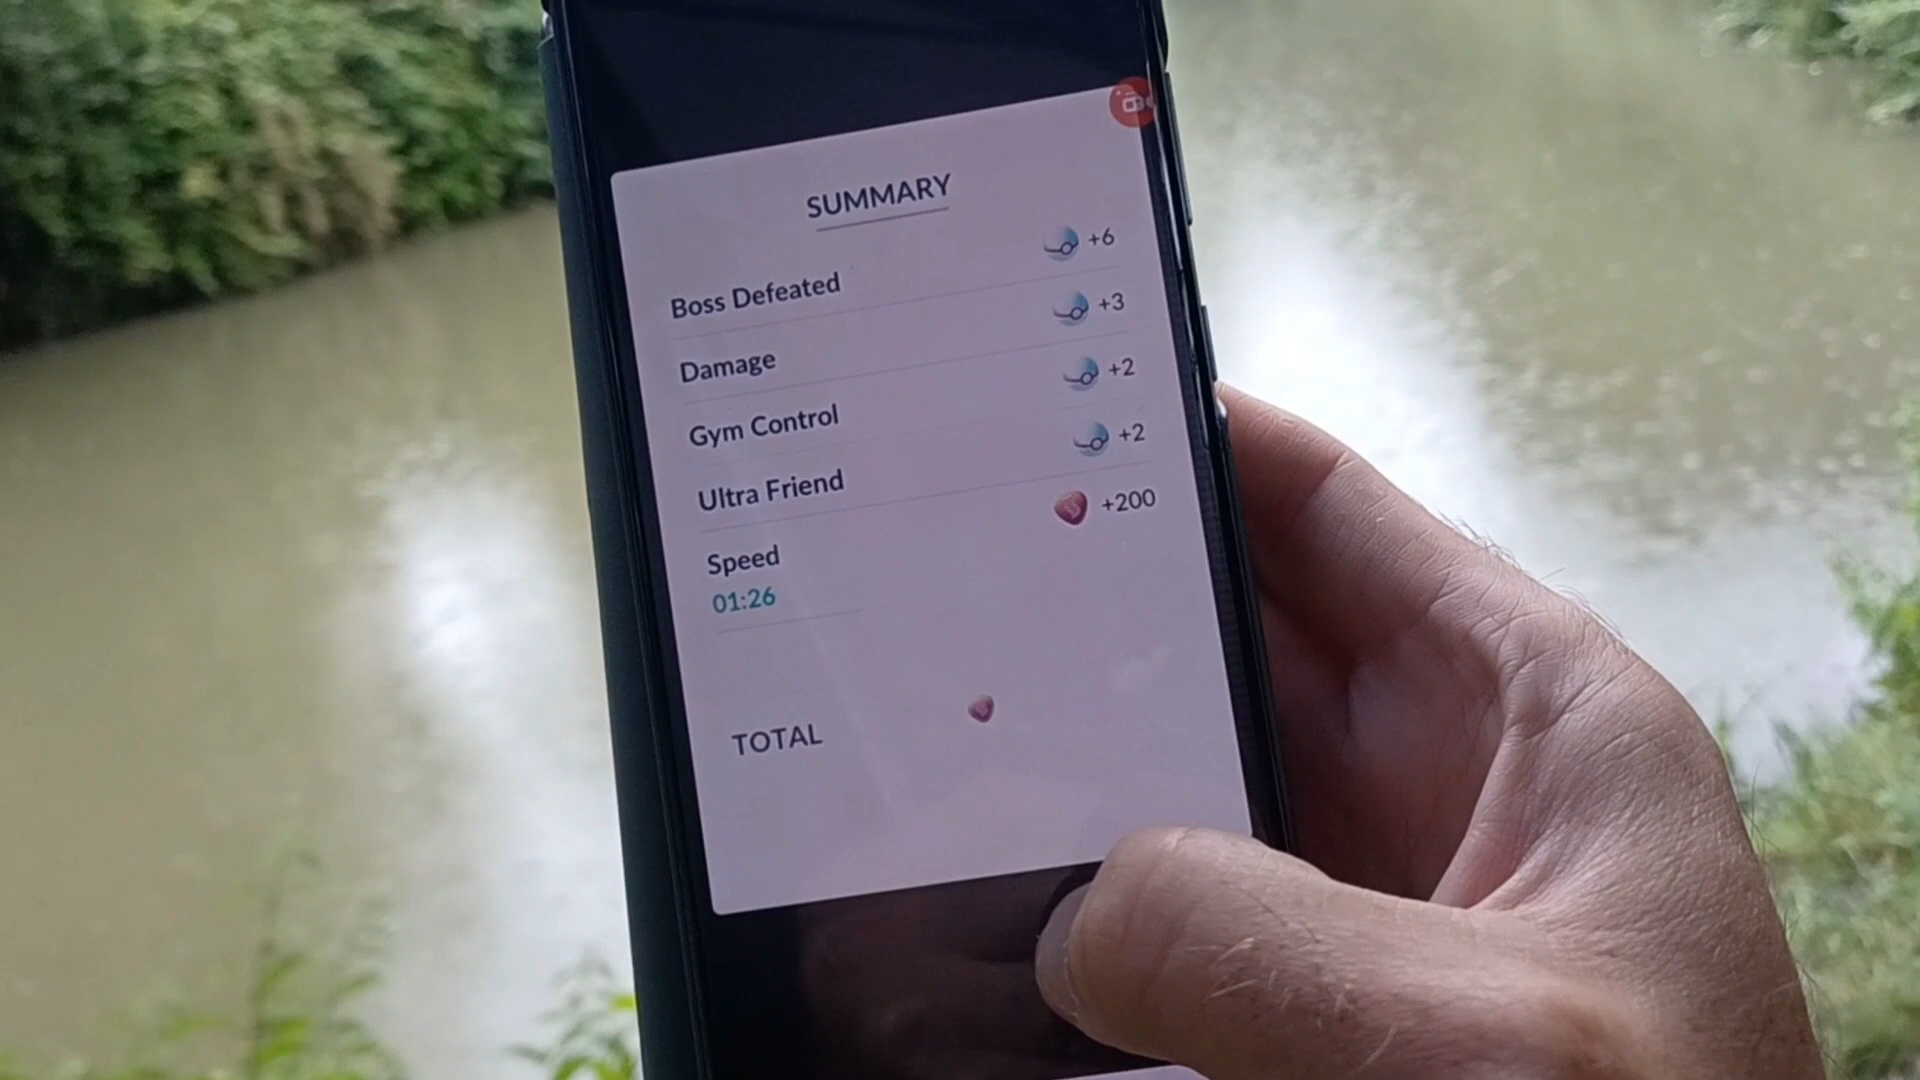 SUMMARY
Boss Defeated +6
Damage +3
Gym Control +2
Ultra Friend +2
Speed +200
01:26
TOTAL